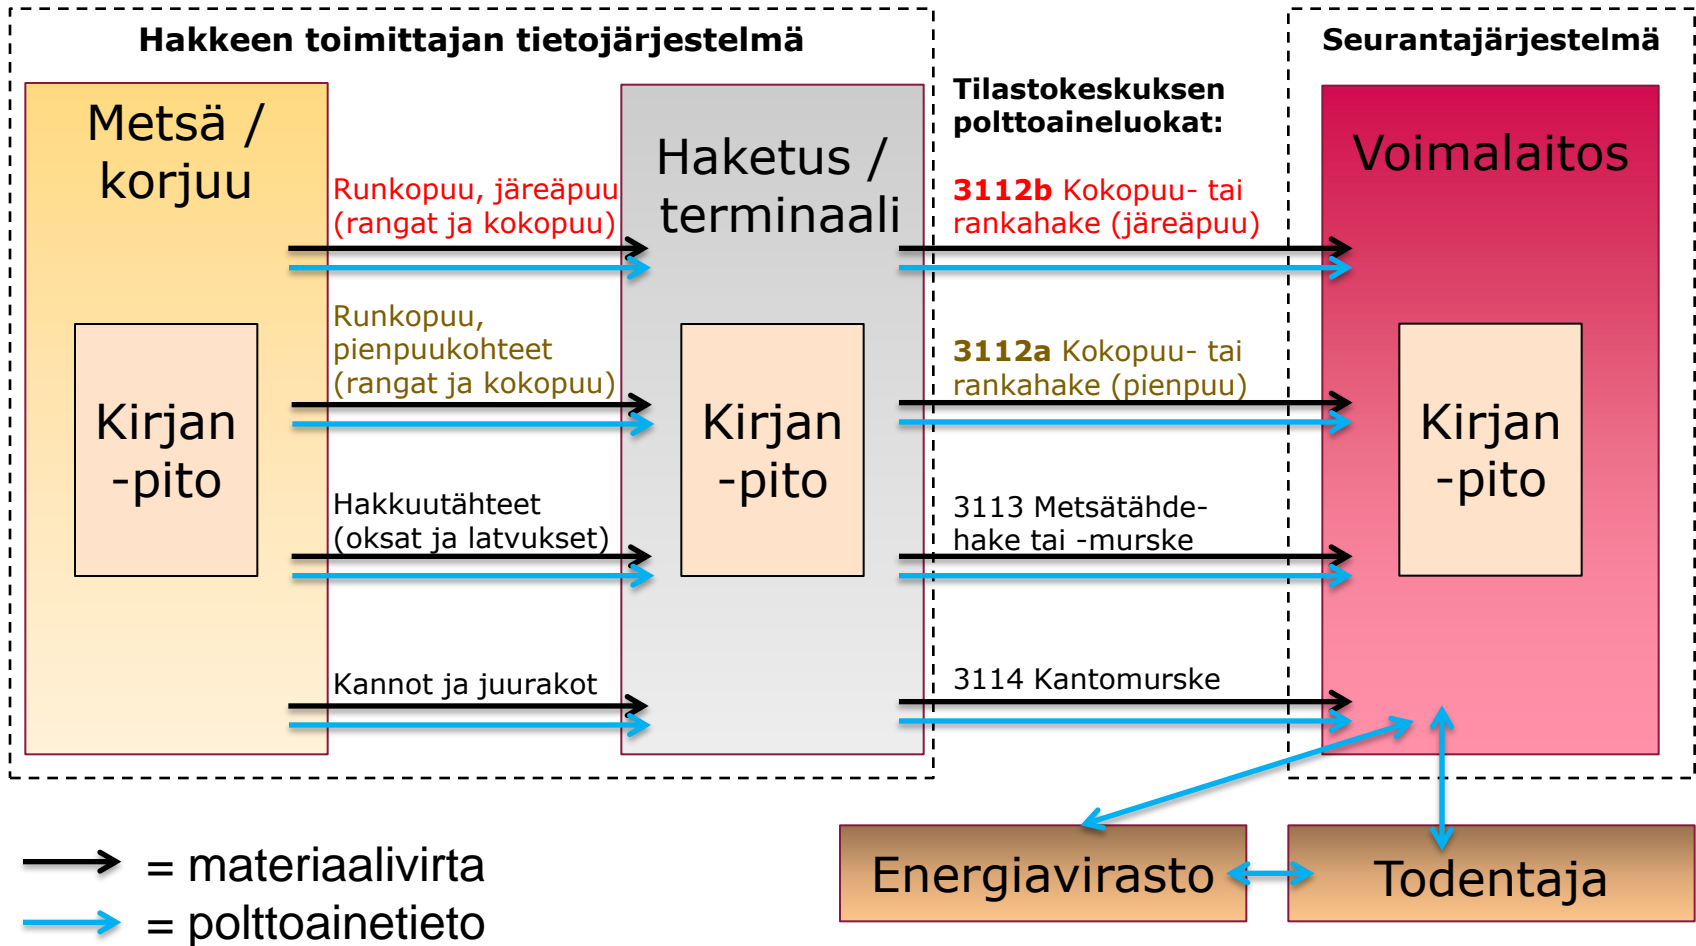 Hakkeen toimittajan tietojärjestelmä
Metsä /
korjuu
Kirjan
-pito
Runkopuu, järeäpuu
(rangat ja kokopuu)
Runkopuu,
pienpuukohteet
(rangat ja kokopuu)
Hakkuutähteet
(oksat ja latvukset)
Kannot ja juurakot
Haketus /
terminaali
Kirjan
-pito
Tilastokeskuksen
polttoaineluokat:
3112b Kokopuu- tai
rankahake (järeäpuu)
3112a Kokopuu- tai
rankahake (pienpuu)
3113 Metsätähde-
hake tai -murske
3114 Kantomurske
Seurantajärjestelmä
Voimalaitos
Kirjan
-pito
Energiavirasto
Todentaja
= materiaalivirta
= polttoainetieto